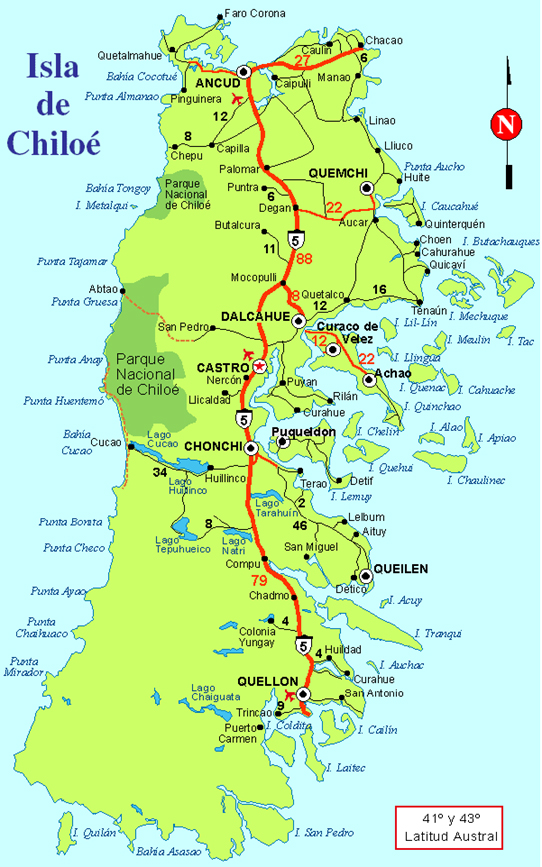 Isla
de
Chiloé
Faro Corona
Quetalmahue
Bahía Cocotué
ANCUD
Caulín
Chacao
27
6
Caipulli
Manao
Punta Almanao
Pinguinera
12
Linao
8
Chepu
Capilla
Lliuco
N
Palomar
Punta Aucho
Huite
QUEMCHI
Bahía Tongoy
Parque
Nacional
de Chiloé
Puntra
6
I. Metalqui
Degan
22
I. Caucahué
Aucar
Quinterquén
Butalcura
5
Choen
I. Butachauques
Cahurahue
11
88
Quicaví
Punta Tajamar
Mocopulli
Abtao
8
Quetalco
16
Punta Gruesa
12
Tenaún
I. Mechuque
DALCAHUE
I. Lil-Lín
San Pedro
Curaco de
Vélez
12
I. Meulín
I. Tac
Punta Anay
Parque
Nacional
de Chiloé
CASTRO
I. Llingua
22
Achao
Nercón
Puyan
I. Quenac
I. Cahuache
Punta Huentemó
Llicaldad
Rilán
I. Quinchao
Curahue
5
I. Chelin
I. Alao
Bahía
Cucao
Lago
Cucao
Puqueldon
I. Apiao
Cucao
CHONCHI
34
Huillinco
I. Quehui
Lago
Huilinco
Terao
Detif
I. Chaulinec
I. Lemuy
Lago
Tarahuín
2
46
Punta Bonita
8
Lelbum
Aituy
Lago
Tepuhueico
Lago
Natri
Punta Checo
San Miguel
Compu
QUEILEN
79
Detico
Punta Ayao
Chadmo
I. Acuy
Punta
Chaihuaco
4
Colonia
Yungay
I. Tranqui
5
4
Huildad
Punta
Mirador
I. Auchac
Curahue
QUELLON
Lago
Chaiguata
San Antonio
9
Trincao
I. Coldita
I. Cailín
Puerto
Carmen
I. Laitec
41º y 43º
Latitud Austral
I. Quilán
I. San Pedro
Bahía Asasao